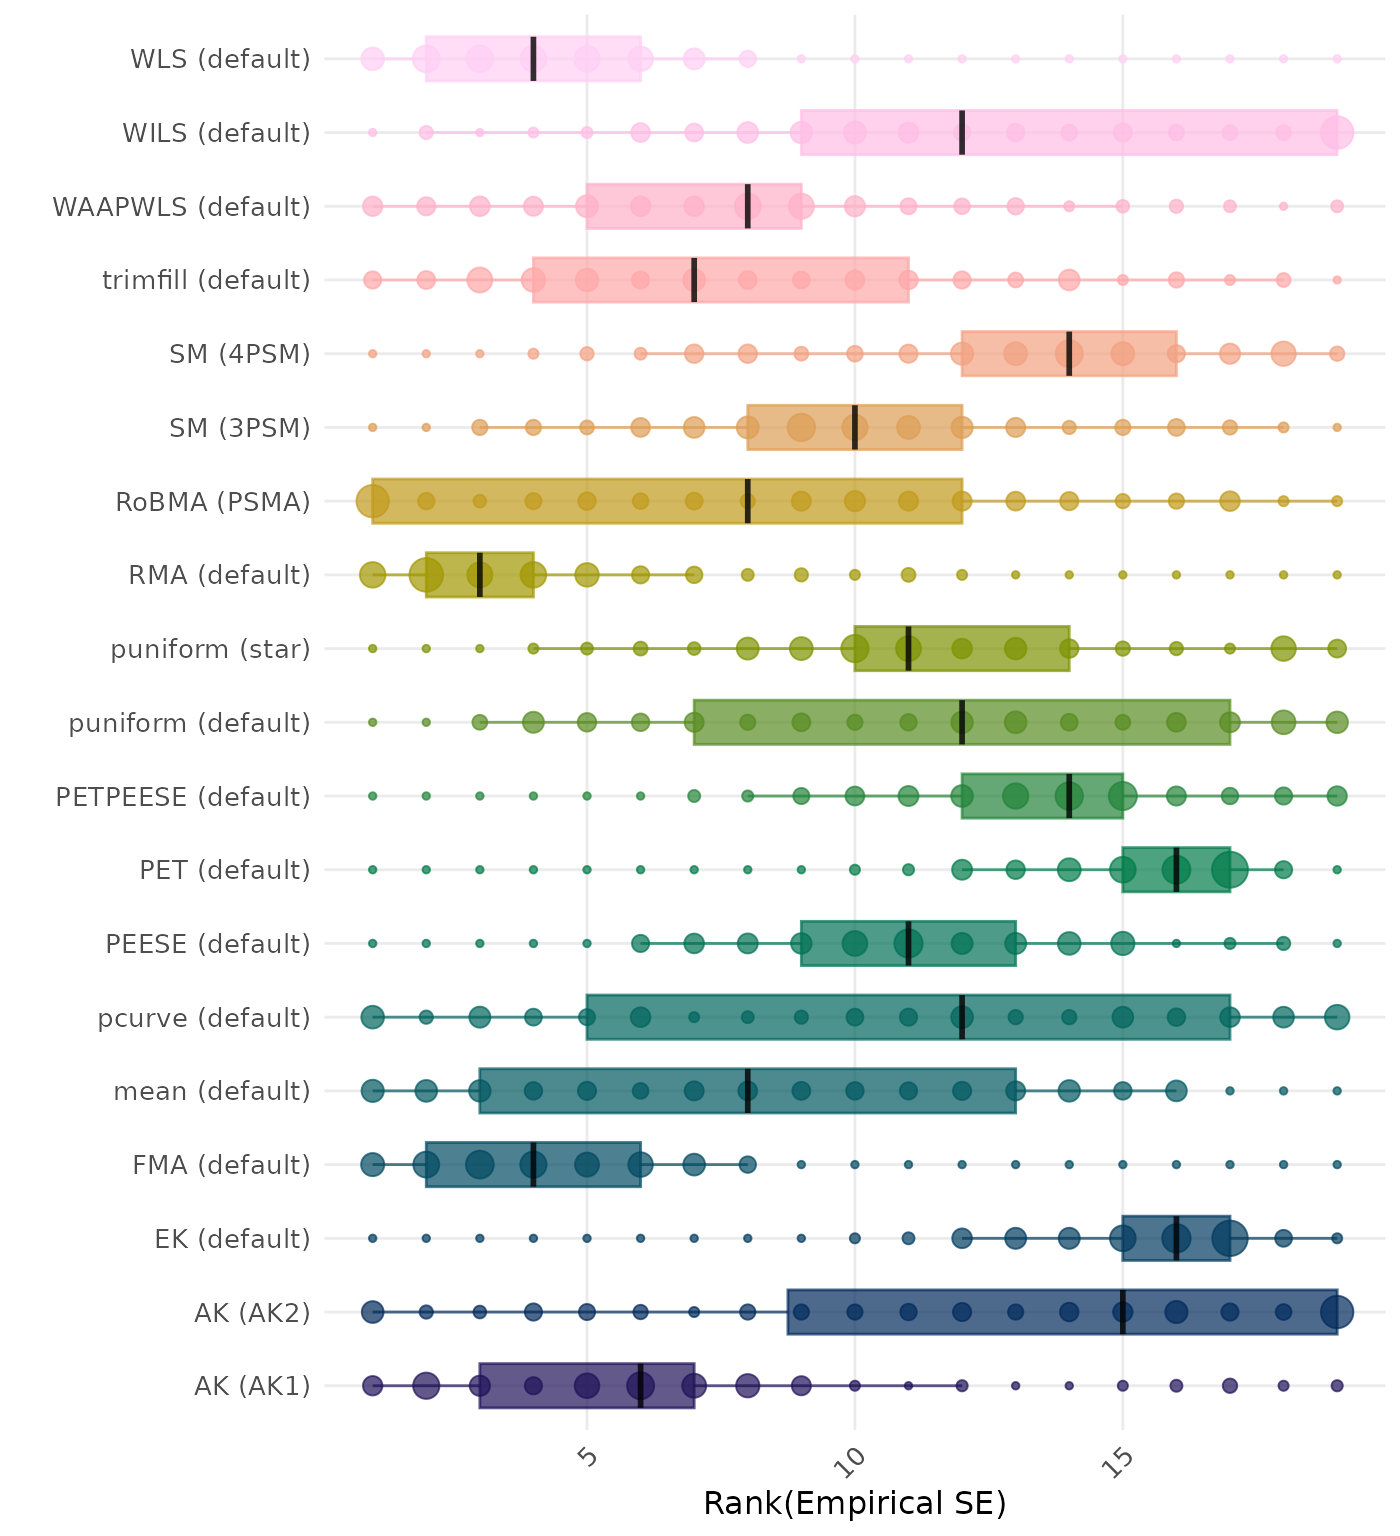 WLS (default)
WILS (default)
WAAPWLS (default)
trimfill (default)
SM (4PSM)
SM (3PSM)
RoBMA (PSMA)
RMA (default)
puniform (star)
puniform (default)
PETPEESE (default)
PET (default)
PEESE (default)
pcurve (default)
mean (default)
FMA (default)
EK (default)
AK (AK2)
AK (AK1)
5 10 15
Rank(Empirical SE)